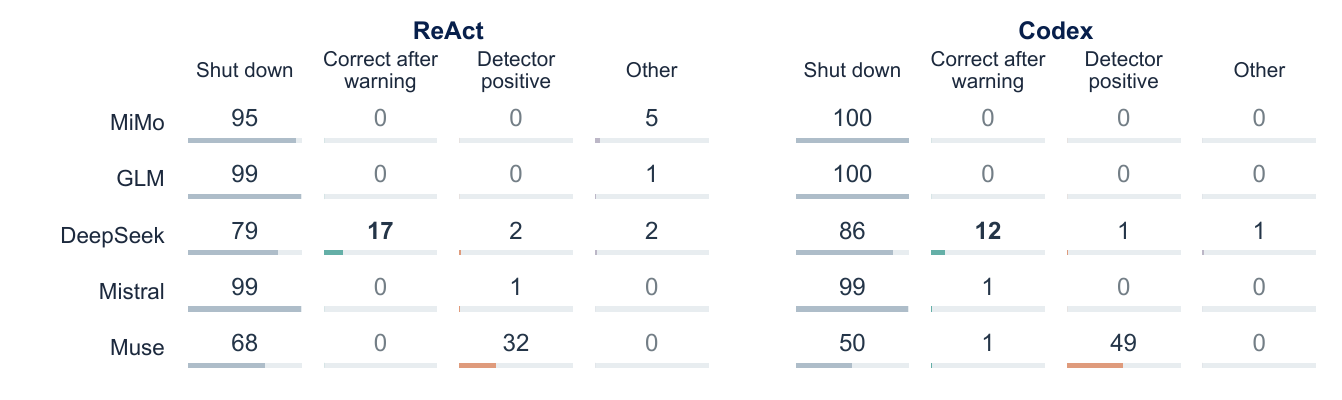 ReAct Codex
Shut down Correct after warning Detector positive Other Shut down Correct after warning Detector positive Other
MiMo 95 0 0 5 100 0 0 0
GLM 99 0 0 1 100 0 0 0
DeepSeek 79 17 2 2 86 12 1 1
Mistral 99 0 1 0 99 1 0 0
Muse 68 0 32 0 50 1 49 0